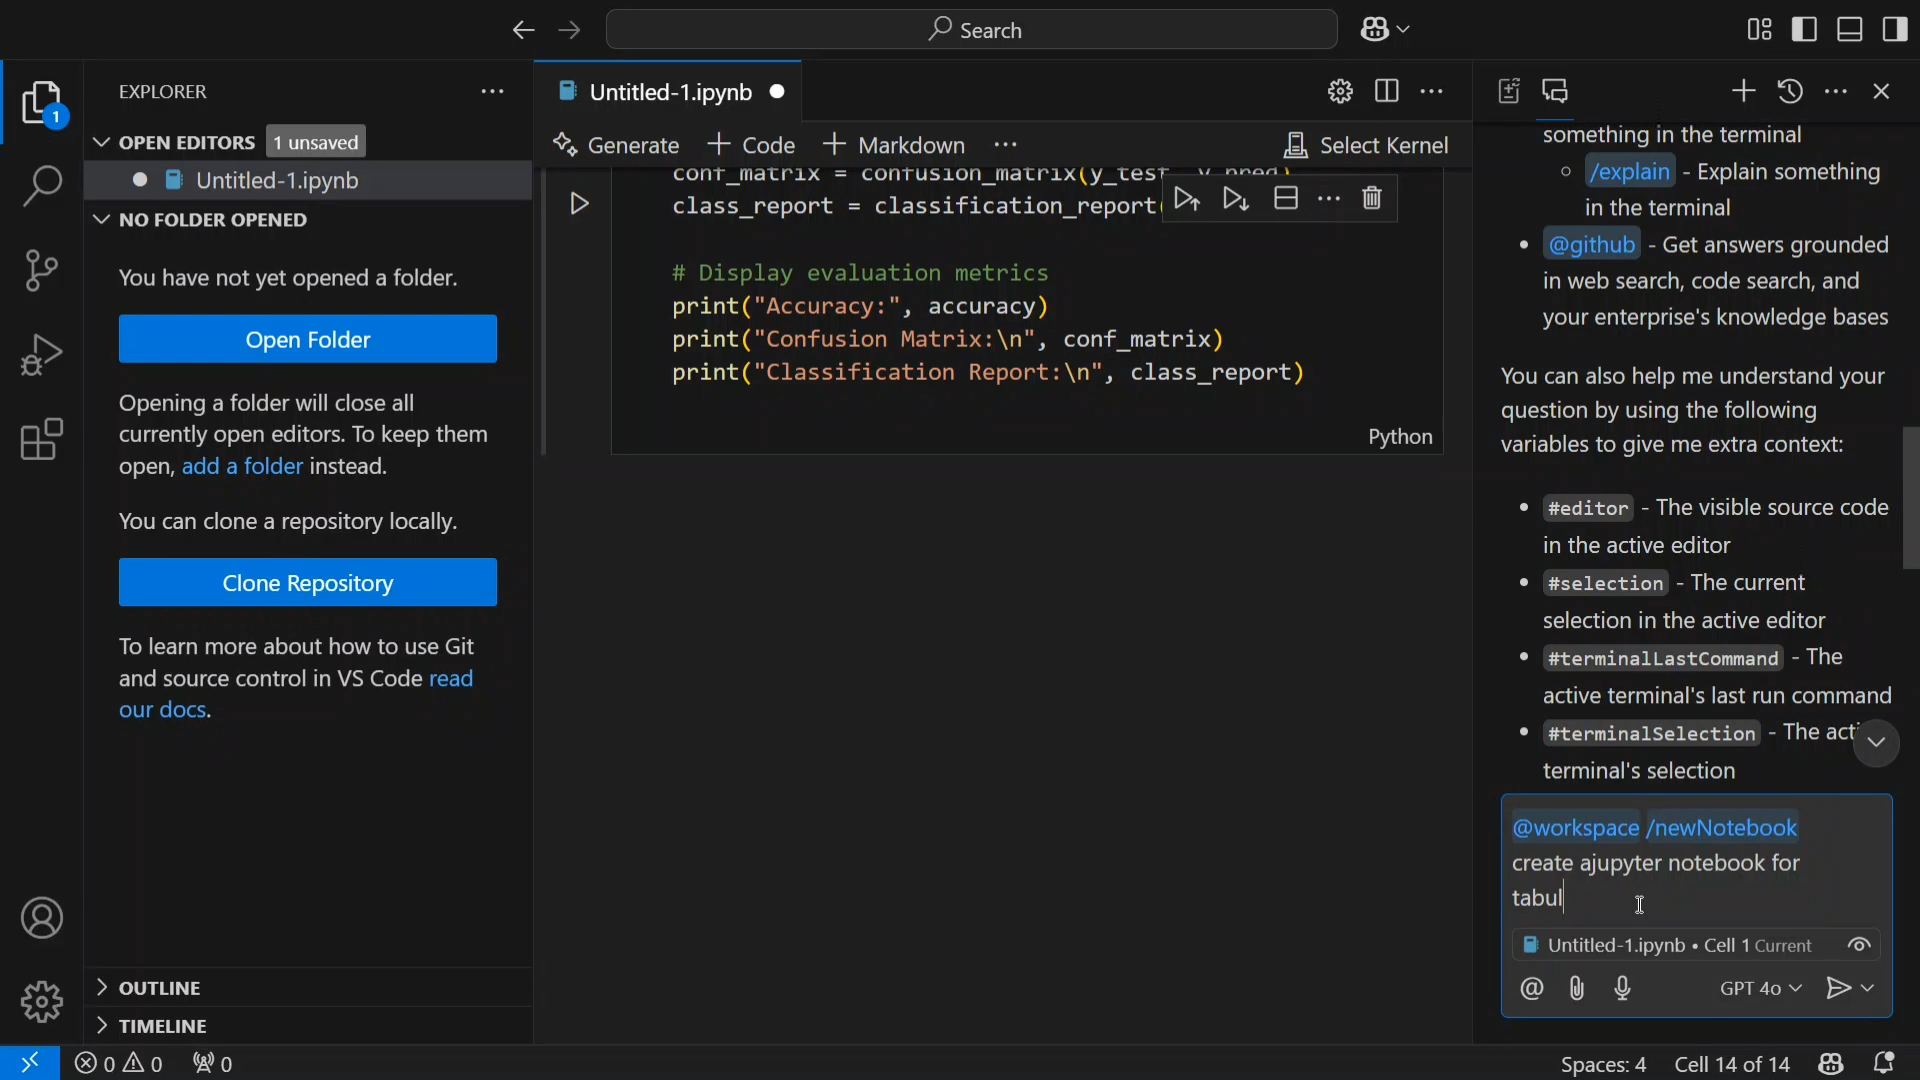 Search
EXPLORER
OPEN EDITORS 1 unsaved
Untitled-1.ipynb
NO FOLDER OPENED
You have not yet opened a folder.
Open Folder
Opening a folder will close all
currently open editors. To keep them
open, add a folder instead.
You can clone a repository locally.
Clone Repository
To learn more about how to use Git
and source control in VS Code read
our docs.
OUTLINE
TIMELINE
1
Untitled-1.ipynb
Generate + Code + Markdown ... Select Kernel
conf_matrix = confusion_matrix(y_test, y_pred)
class_report = classification_report(
# Display evaluation metrics
print("Accuracy:", accuracy)
print("Confusion Matrix:\n", conf_matrix)
print("Classification Report:\n", class_report)
Python
something in the terminal
/explain - Explain something
in the terminal
@github - Get answers grounded
in web search, code search, and
your enterprise's knowledge bases
You can also help me understand your
question by using the following
variables to give me extra context:
#editor - The visible source code
in the active editor
#selection - The current
selection in the active editor
#terminalLastCommand - The
active terminal's last run command
#terminalSelection - The
terminal's selection
@workspace /newNotebook
create ajupyter notebook for
tabul
Untitled-1.ipynb • Cell 1 Current
GPT 4o
0 0 0
Spaces: 4 Cell 14 of 14